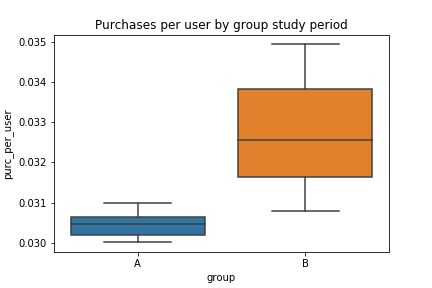 Purchases per user by group study period
0.035
0.034
0.033
0.032
0.031
0.030
purc_per_user
A
B
group